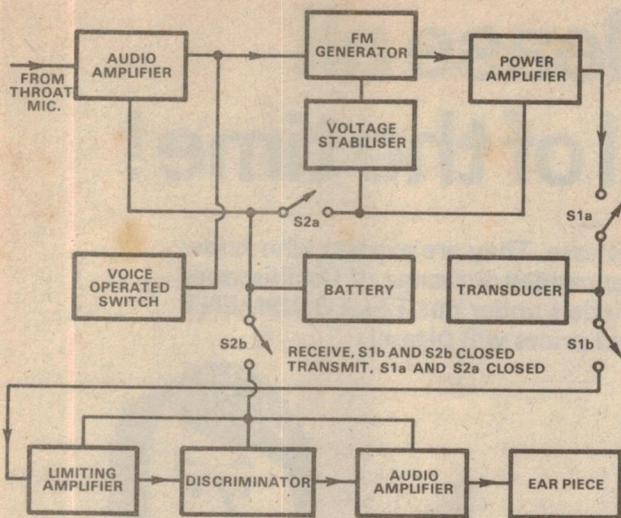 AUDIO
AMPLIFIER
FM
GENERATOR
POWER
AMPLIFIER
FROM
THROAT
MIC.
VOLTAGE
STABILISER
S1a
S2a
VOICE
OPERATED
SWITCH
BATTERY
TRANSDUCER
S2b
S1b
RECEIVE, S1b AND S2b CLOSED
TRANSMIT. S1a AND S2a CLOSED
LIMITING
AMPLIFIER
DISCRIMINATOR
AUDIO
AMPLIFIER
EAR PIECE